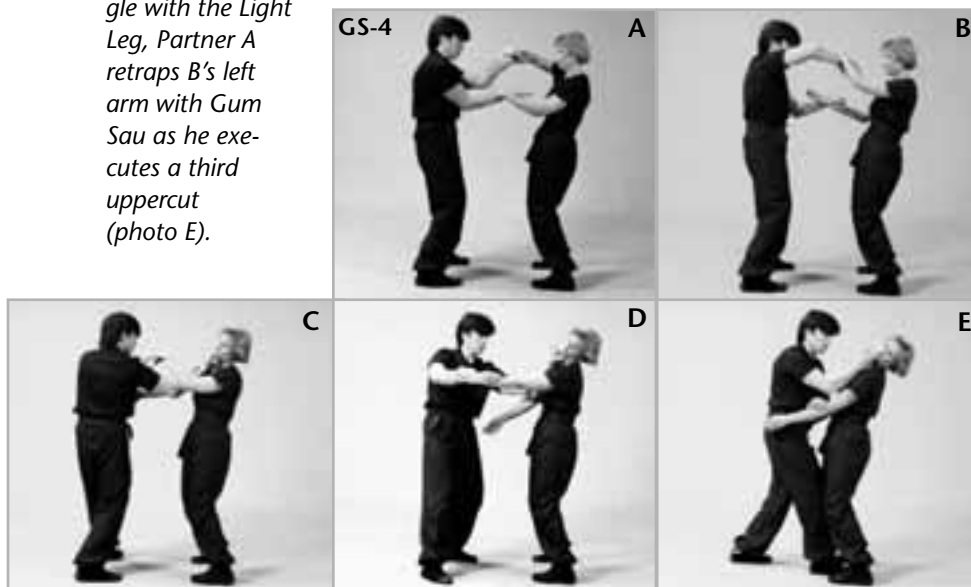 gle with the Light
Leg, Partner A
retraps B's left
arm with Gum
Sau as he exe-
cutes a third
uppercut
(photo E).
GS-4
A
B
C
D
E